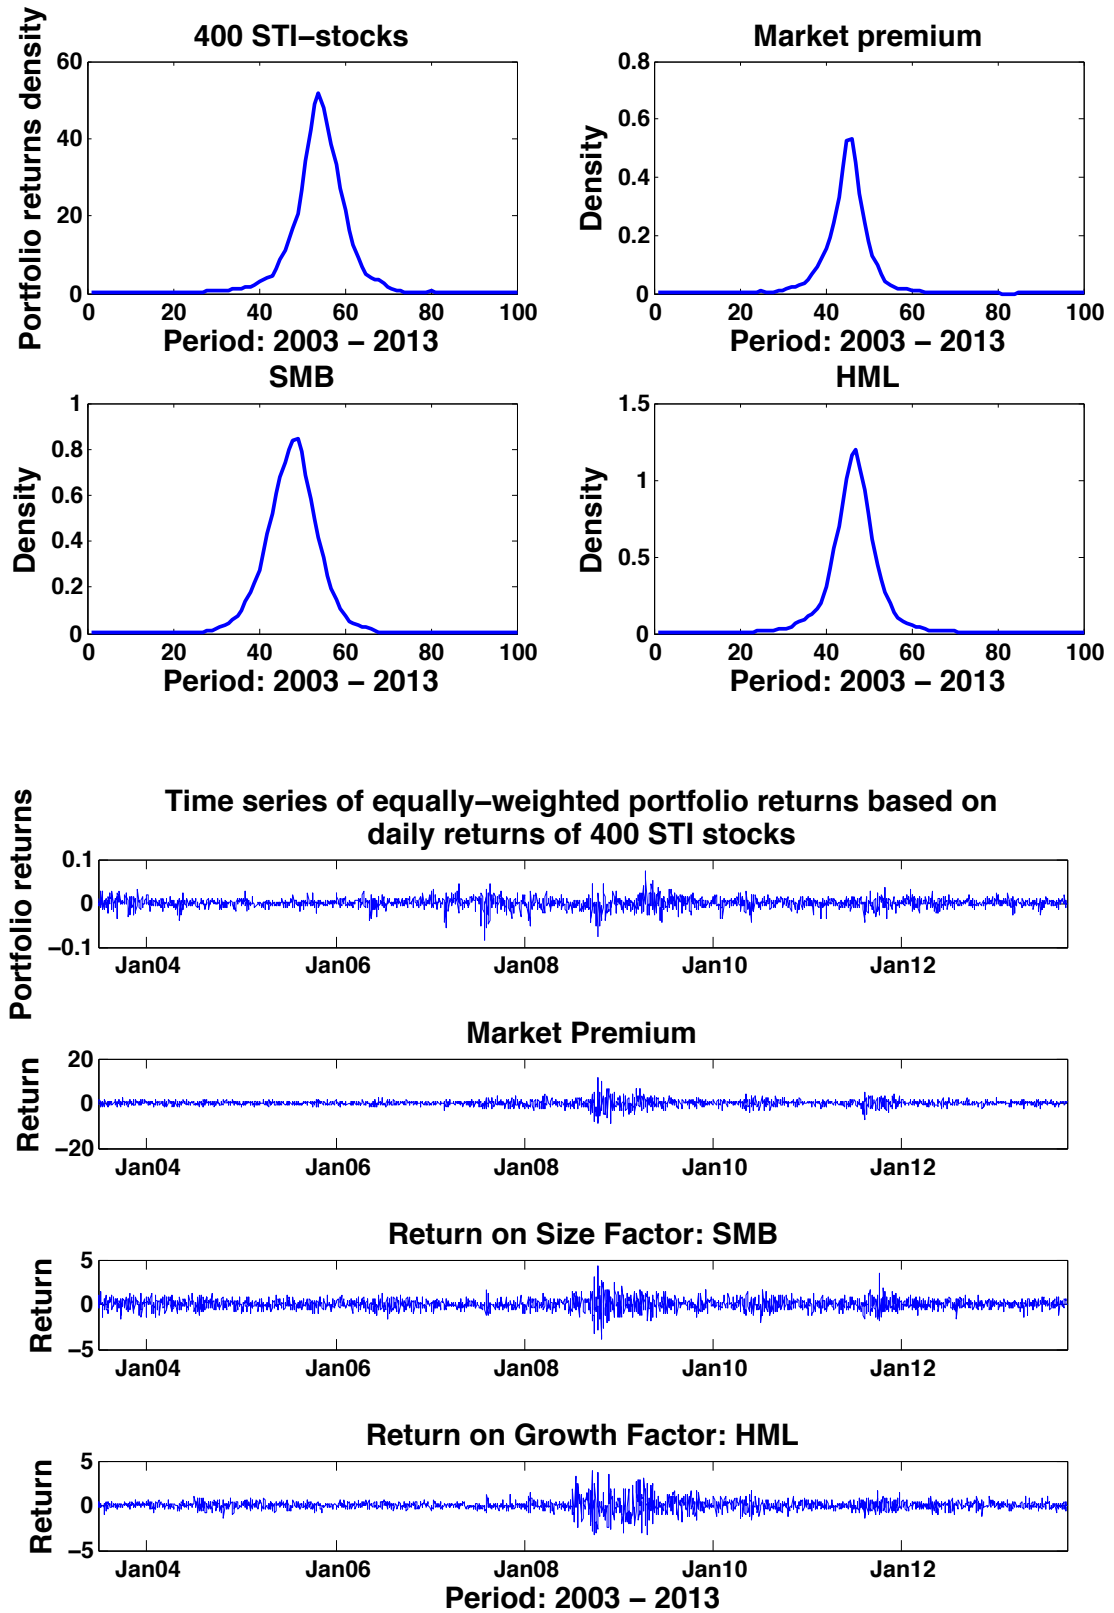 400 STI−stocks
Portfolio returns density
60
40
20
0
0 20 40 60 80 100
Period: 2003 − 2013
Market premium
Density
0.8
0.6
0.4
0.2
0
0 20 40 60 80 100
Period: 2003 − 2013
SMB
Density
1
0.8
0.6
0.4
0.2
0
0 20 40 60 80 100
Period: 2003 − 2013
HML
Density
1.5
1
0.5
0
0 20 40 60 80 100
Period: 2003 − 2013
Time series of equally−weighted portfolio returns based on
daily returns of 400 STI stocks
Portfolio returns
0.1
0
−0.1
Jan04 Jan06 Jan08 Jan10 Jan12
Market Premium
Return
20
0
−20
Jan04 Jan06 Jan08 Jan10 Jan12
Return on Size Factor: SMB
Return
5
0
−5
Jan04 Jan06 Jan08 Jan10 Jan12
Return on Growth Factor: HML
Return
5
0
−5
Jan04 Jan06 Jan08 Jan10 Jan12
Period: 2003 − 2013